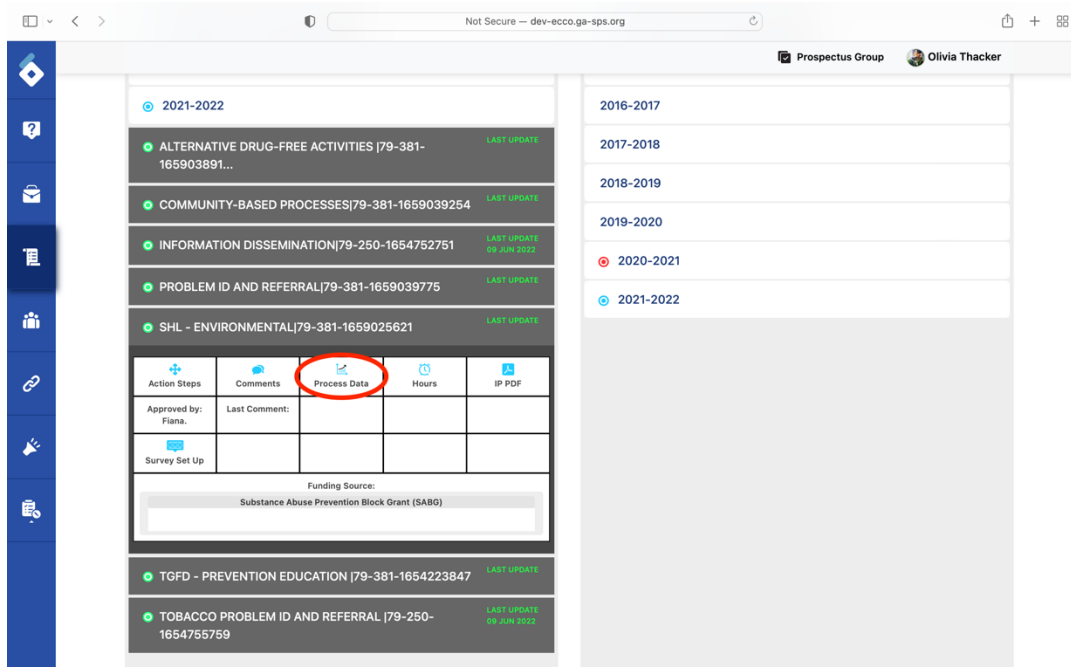 Not Secure — dev-ecco.ga-sps.org
Prospectus Group
Olivia Thacker
2021-2022
ALTERNATIVE DRUG-FREE ACTIVITIES |79-381-
165903891...
LAST UPDATE
COMMUNITY-BASED PROCESSES|79-381-1659039254
LAST UPDATE
INFORMATION DISSEMINATION|79-250-1654752751
LAST UPDATE
09 JUN 2022
PROBLEM ID AND REFERRAL|79-381-1659039775
LAST UPDATE
SHL - ENVIRONMENTAL|79-381-1659025621
LAST UPDATE
Action Steps
Comments
Process Data
Hours
IP PDF
Approved by:
Fiana.
Last Comment:
Survey Set Up
Funding Source:
Substance Abuse Prevention Block Grant (SABG)
TGFD - PREVENTION EDUCATION |79-381-1654223847
LAST UPDATE
TOBACCO PROBLEM ID AND REFERRAL |79-250-
1654755759
LAST UPDATE
09 JUN 2022
2016-2017
2017-2018
2018-2019
2019-2020
2020-2021
2021-2022